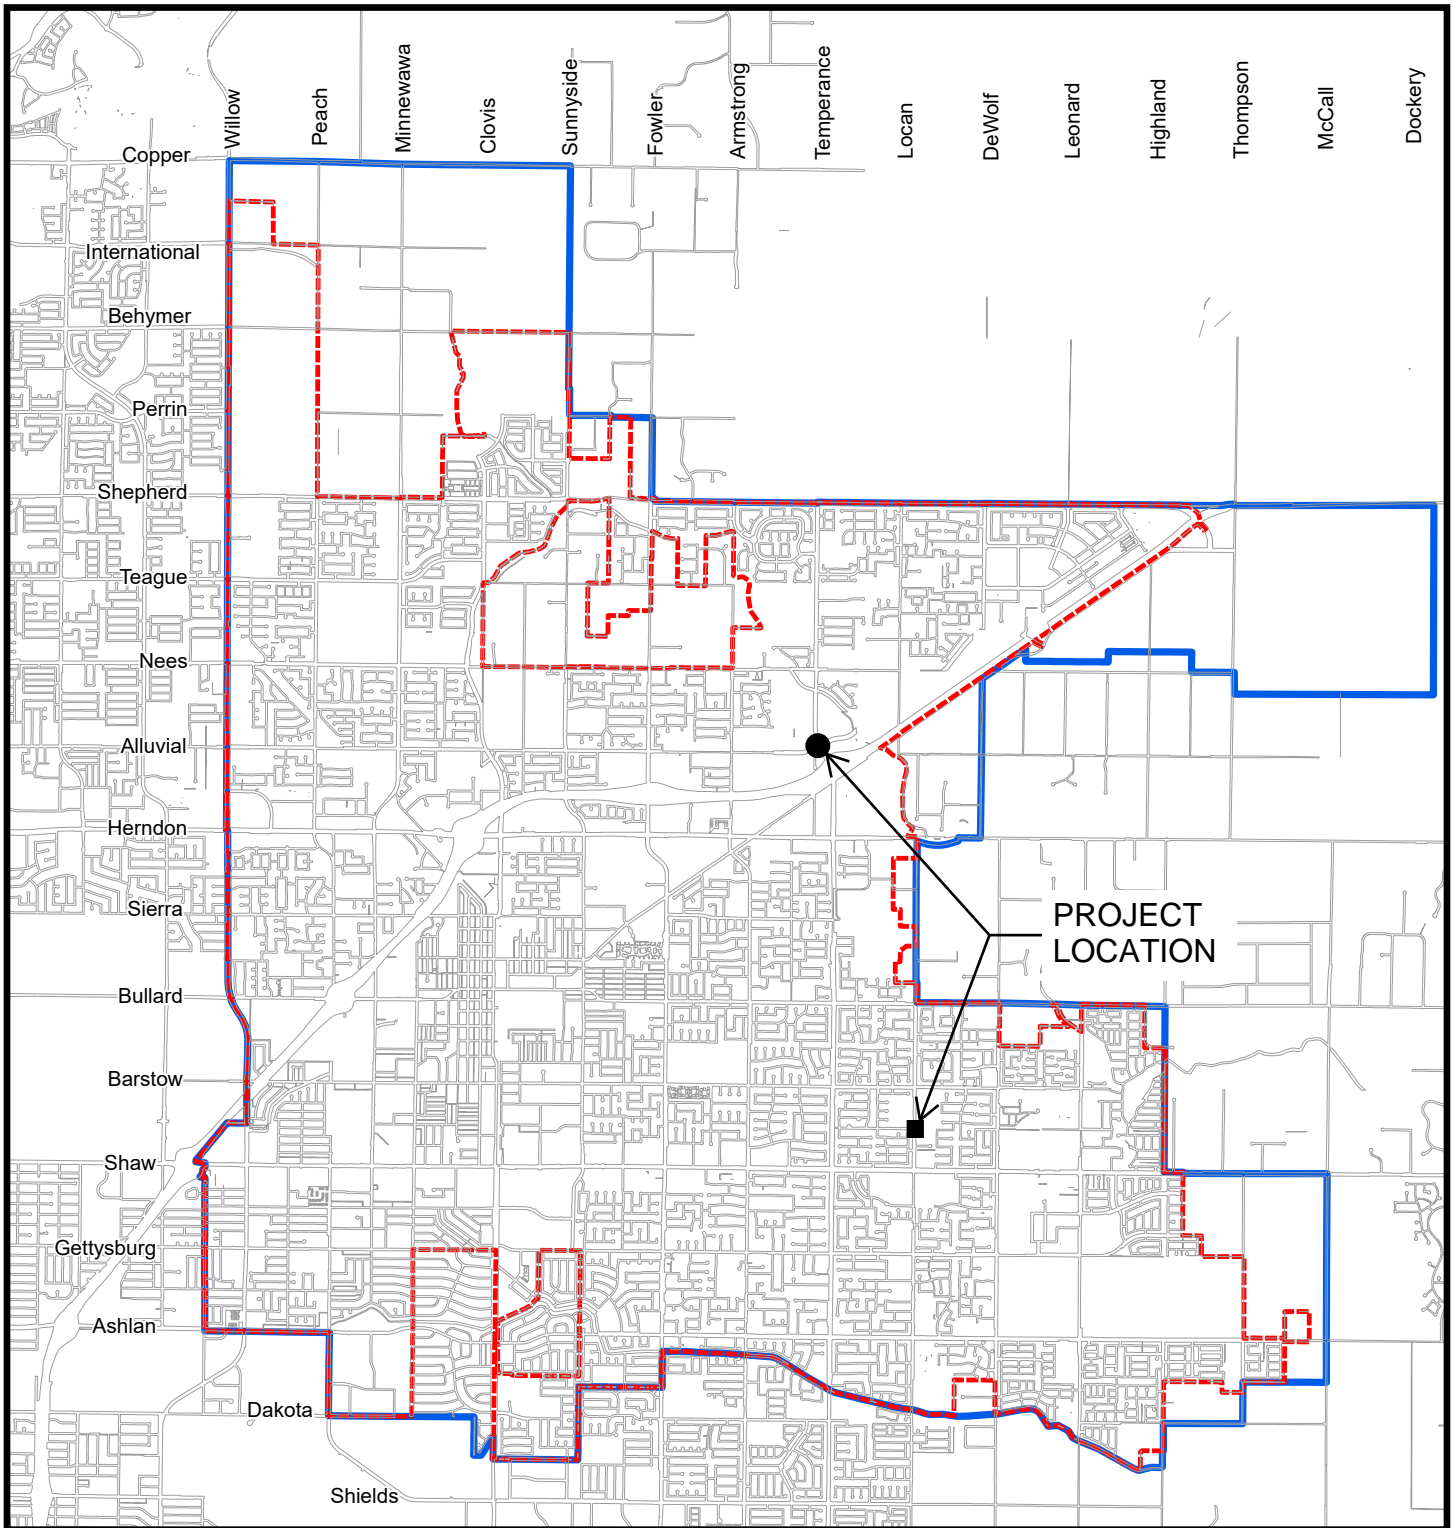 Willow
Peach
Minnewawa
Clovis
Sunnyside
Fowler
Armstrong
Temperance
Locan
DeWolf
Leonard
Highland
Thompson
McCall
Dockery
Copper
International
Behymer
Perrin
Shepherd
Teague
Nees
Alluvial
Herndon
Sierra
PROJECT
LOCATION
Bullard
Barstow
Shaw
Gettysburg
Ashlan
Dakota
Shields